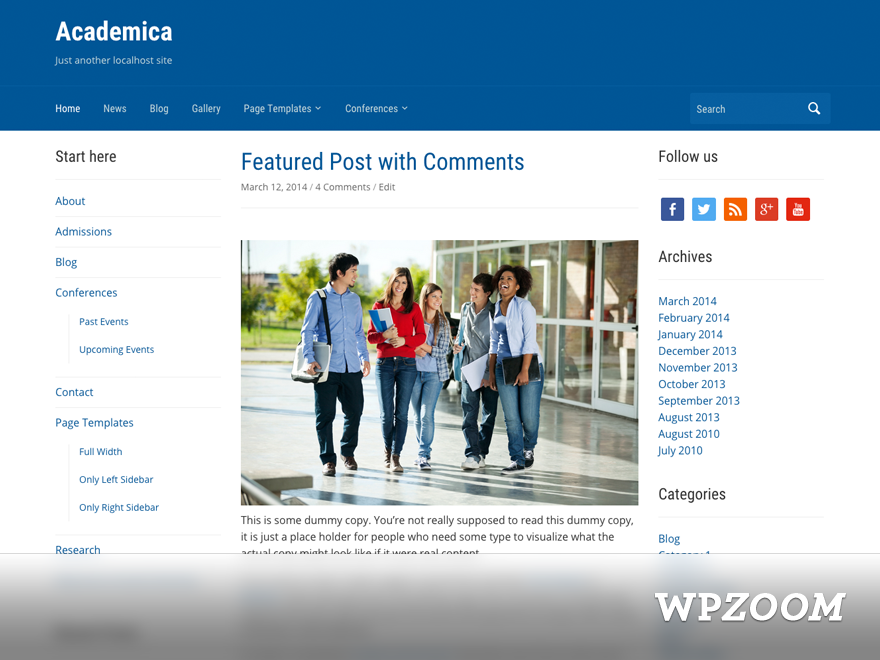 Academica
Just another localhost site
Home News Blog Gallery Page Templates Conferences
Search
Start here
About
Admissions
Blog
Conferences
Past Events
Upcoming Events
Contact
Page Templates
Full Width
Only Left Sidebar
Only Right Sidebar
Research
Featured Post with Comments
March 12, 2014 / 4 Comments / Edit
This is some dummy copy. You’re not really supposed to read this dummy copy,
it is just a place holder for people who need some type to visualize what the
actual copy might look like if it were real content.
Follow us
f
g+
You
Archives
March 2014
February 2014
January 2014
December 2013
November 2013
October 2013
September 2013
August 2013
August 2010
July 2010
Categories
Blog
Category 1
WPZOOM